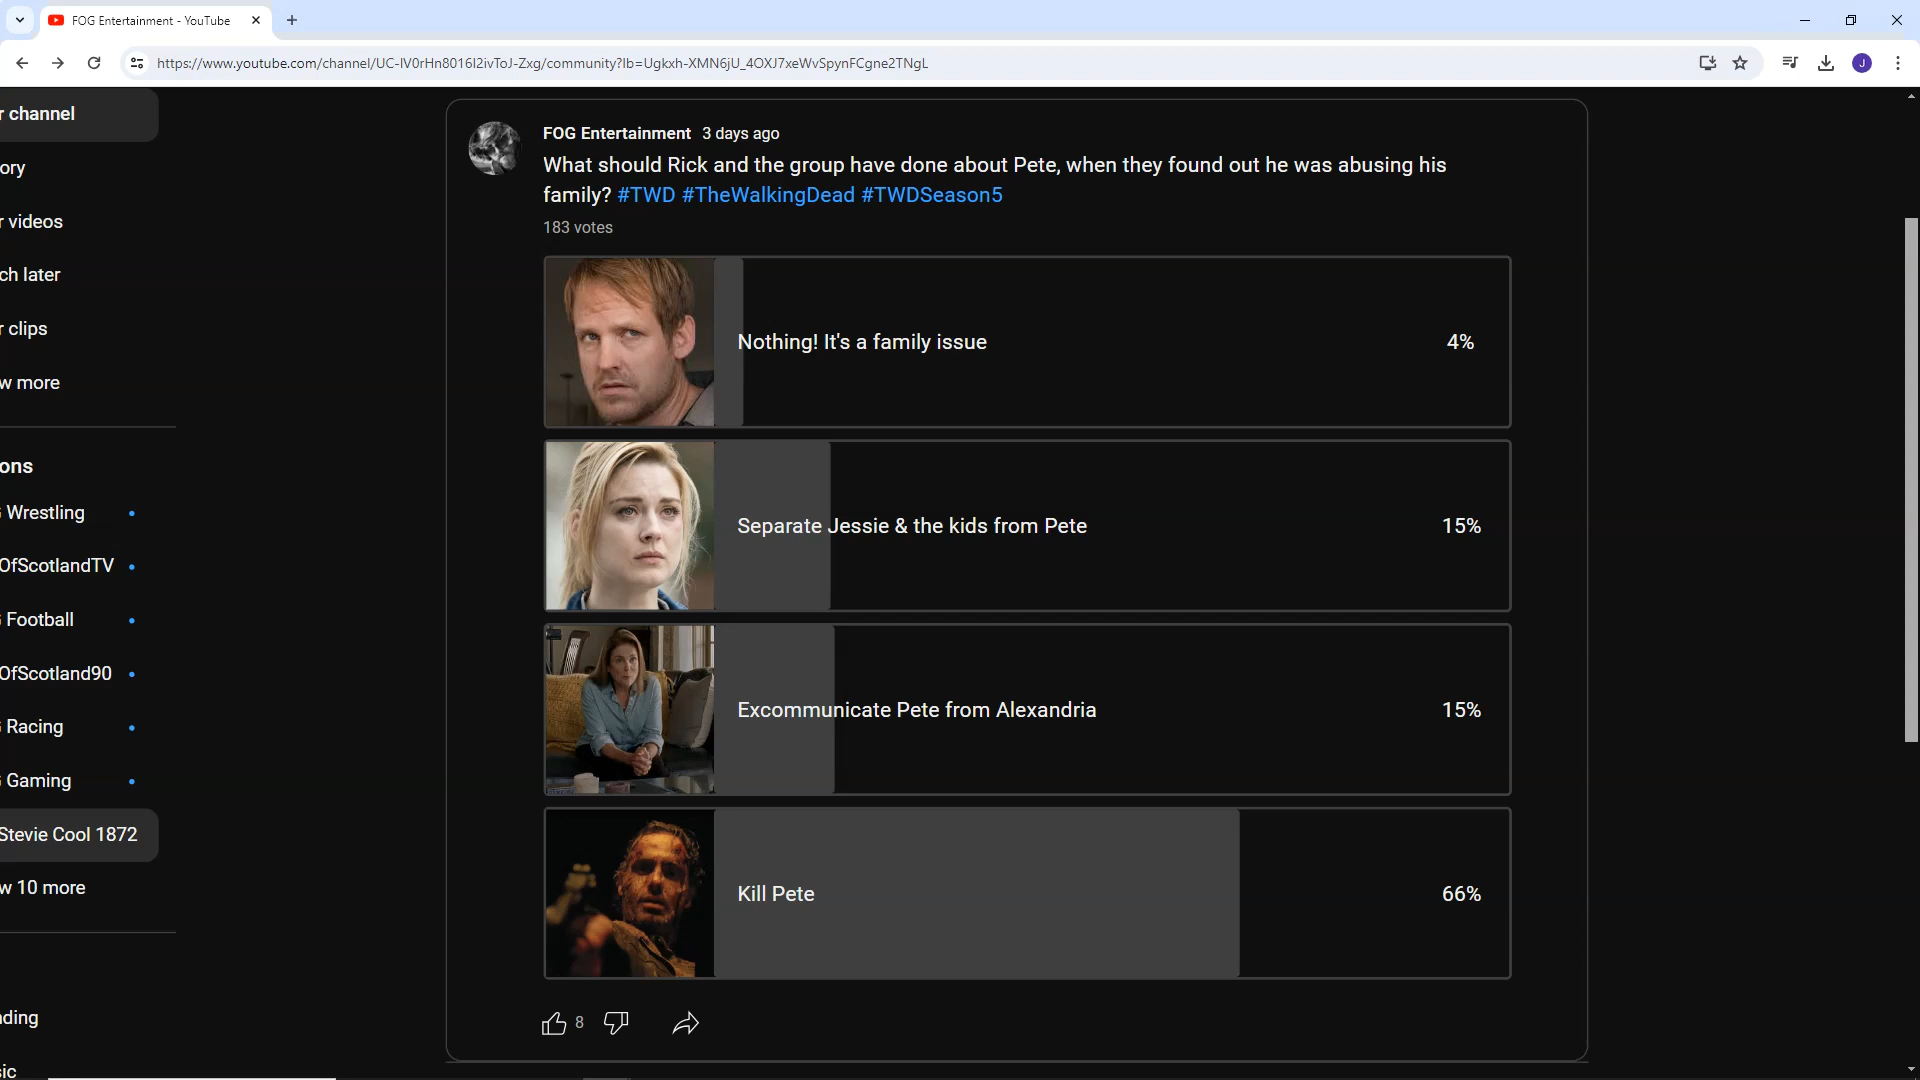 FOG Entertainment - YouTube
https://www.youtube.com/channel/UC-IV0rHn8016I2ivToJ-Zxg/community?lb=Ugkxh-XMN6jU_4OXJ7xeWvSpynFCgne2TNgL
J
r channel
ory
r videos
ch later
r clips
w more
ons
Wrestling
OfScotlandTV
Football
OfScotland90
Racing
Gaming
Stevie Cool 1872
w 10 more
ding
sic
FOG Entertainment 3 days ago
What should Rick and the group have done about Pete, when they found out he was abusing his
family? #TWD #TheWalkingDead #TWDSeason5
183 votes
Nothing! It's a family issue 4%
Separate Jessie & the kids from Pete 15%
Excommunicate Pete from Alexandria 15%
Kill Pete 66%
8